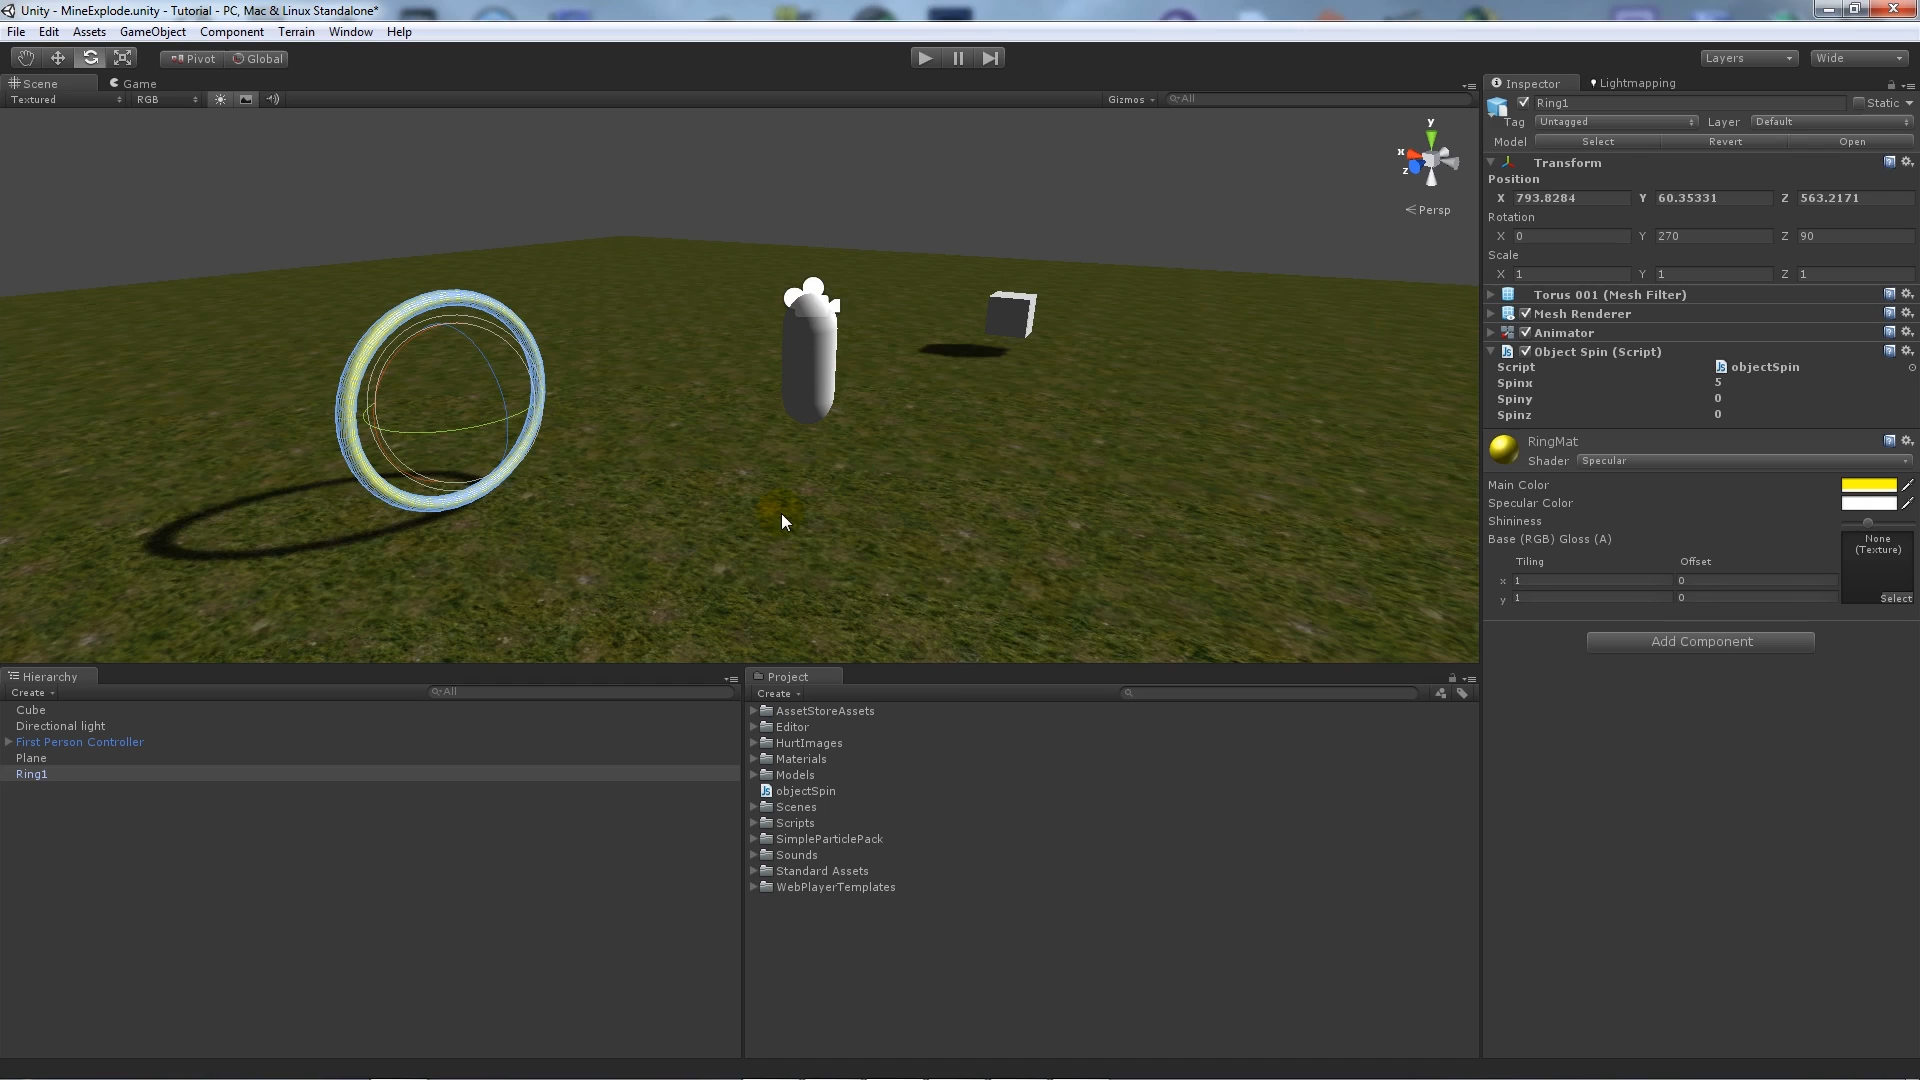 Unity - MineExplode.unity - Tutorial - PC, Mac & Linux Standalone*
File Edit Assets GameObject Component Terrain Window Help
Pivot Global Layers Wide
Scene Game
Textured RGB Gizmos All
y
x
z
Persp
Inspector Lightmapping
Ring1 Static
Tag Untagged Layer Default
Model Select Revert Open
Transform
Position
X 793.8284 Y 60.35331 Z 563.2171
Rotation
X 0 Y 270 Z 90
Scale
X 1 Y 1 Z 1
Torus 001 (Mesh Filter)
Mesh Renderer
Animator
Object Spin (Script)
Script objectSpin
Spinx 5
Spiny 0
Spinz 0
RingMat
Shader Specular
Main Color
Specular Color
Shininess
Base (RGB) Gloss (A)
None
(Texture)
Tiling Offset
x 1 0
y 1 0
Select
Add Component
Hierarchy
Create All
Cube
Directional light
First Person Controller
Plane
Ring1
Project
Create
AssetStoreAssets
Editor
HurtImages
Materials
Models
Js objectSpin
Scenes
Scripts
SimpleParticlePack
Sounds
Standard Assets
WebPlayerTemplates